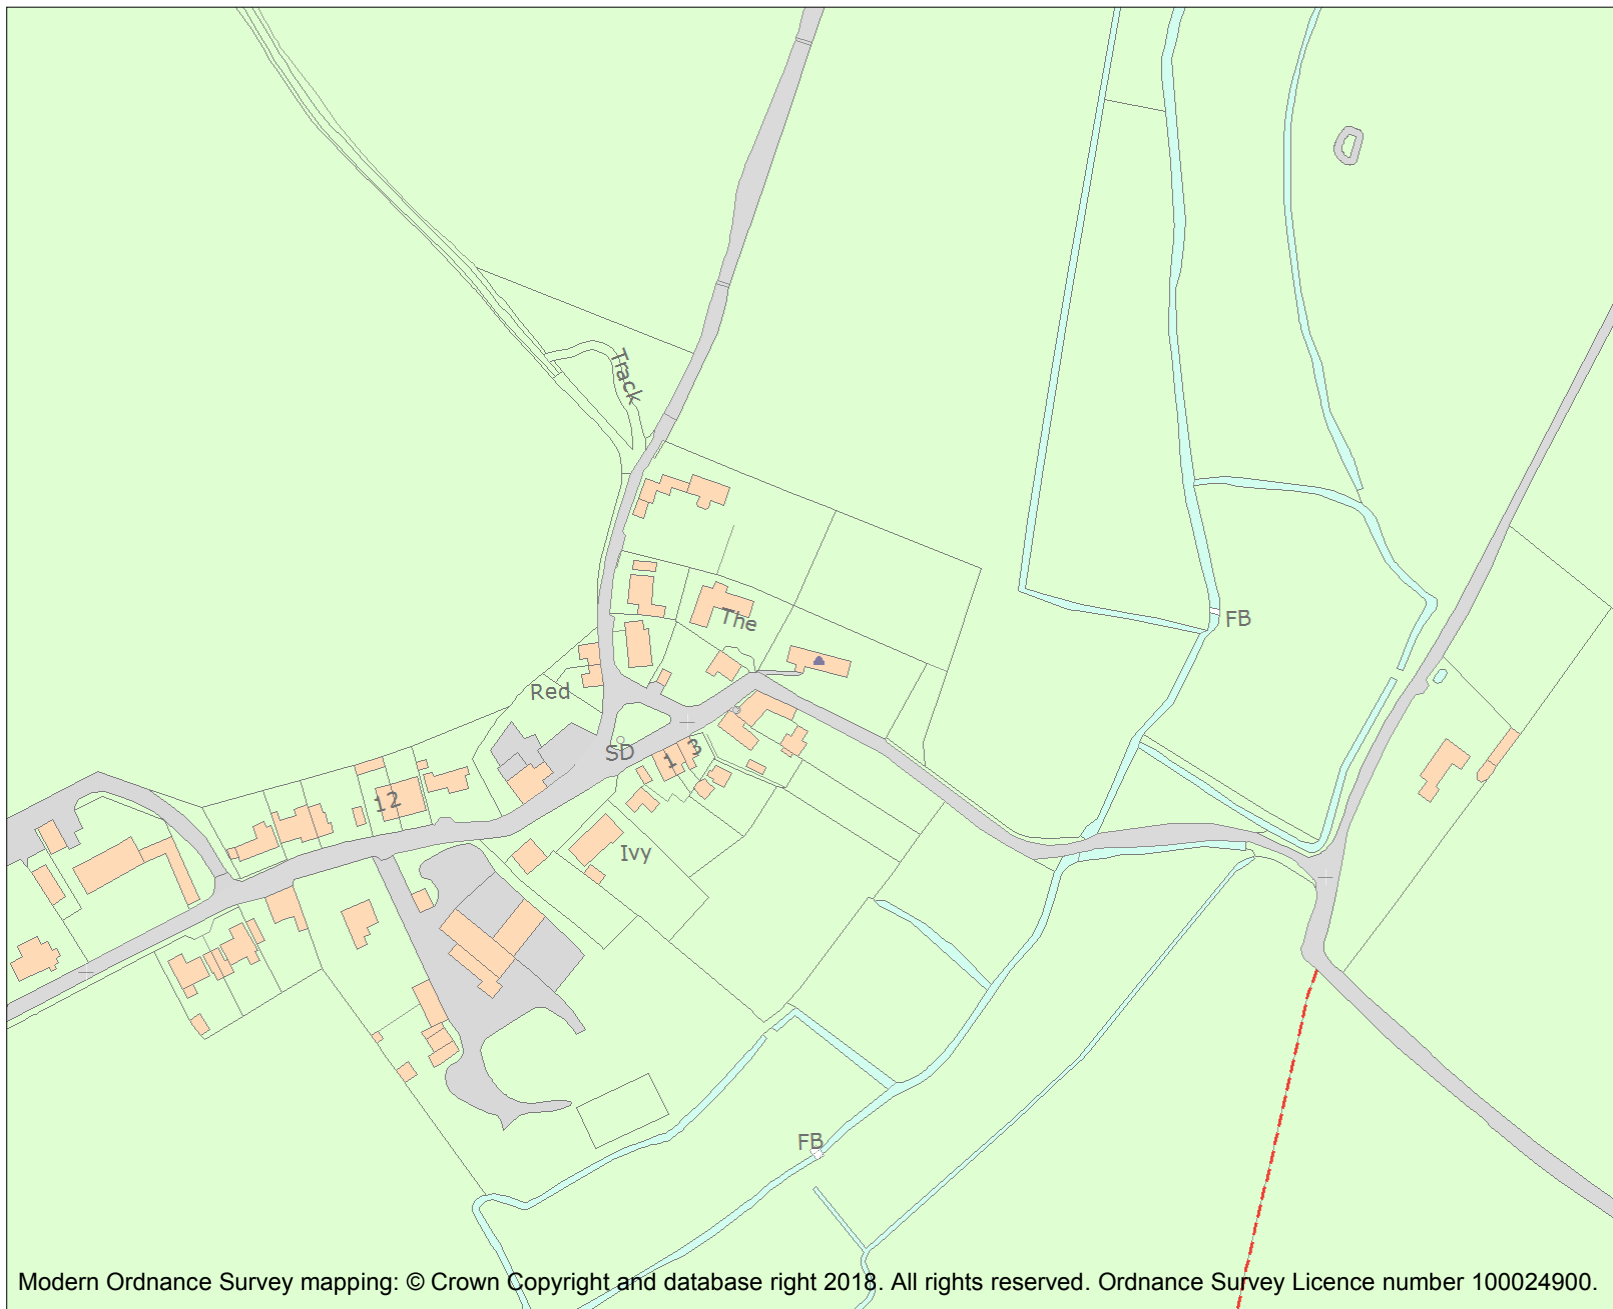 Track
FB
The
Red
SD
1
3
12
Ivy
FB
Modern Ordnance Survey mapping: © Crown Copyright and database right 2018. All rights reserved. Ordnance Survey Licence number 100024900.